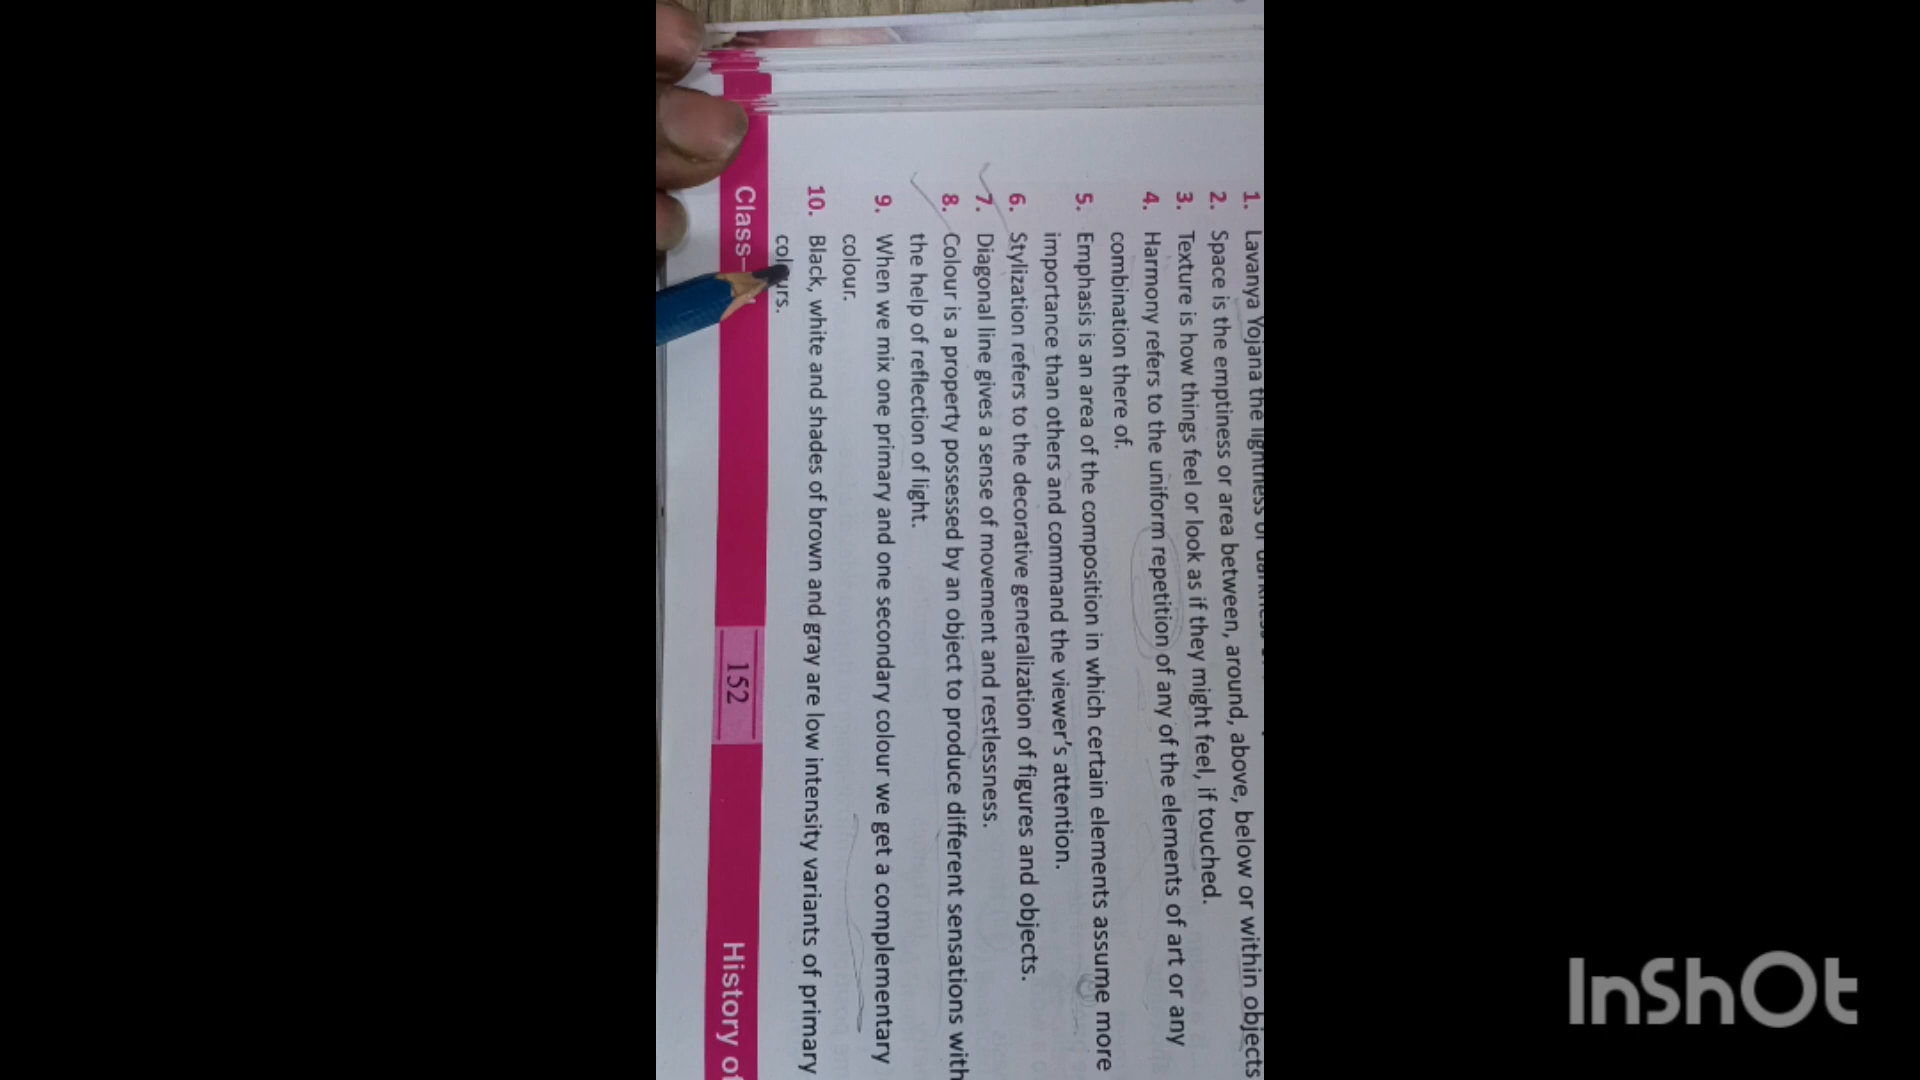 1. Lavanya Yojana the lightness or
2. Space is the emptiness or area between, around, above, below or within objects
3. Texture is how things feel or look as if they might feel, if touched.
4. Harmony refers to the uniform repetition of any of the elements of art or any
combination there of.
5. Emphasis is an area of the composition in which certain elements assume more
importance than others and command the viewer's attention.
6. Stylization refers to the decorative generalization of figures and objects.
7. Diagonal line gives a sense of movement and restlessness.
8. Colour is a property possessed by an object to produce different sensations with
the help of reflection of light.
9. When we mix one primary and one secondary colour we get a complementary
colour.
10. Black, white and shades of brown and gray are low intensity variants of primary
colours.
Class– 152 History of
InShOt